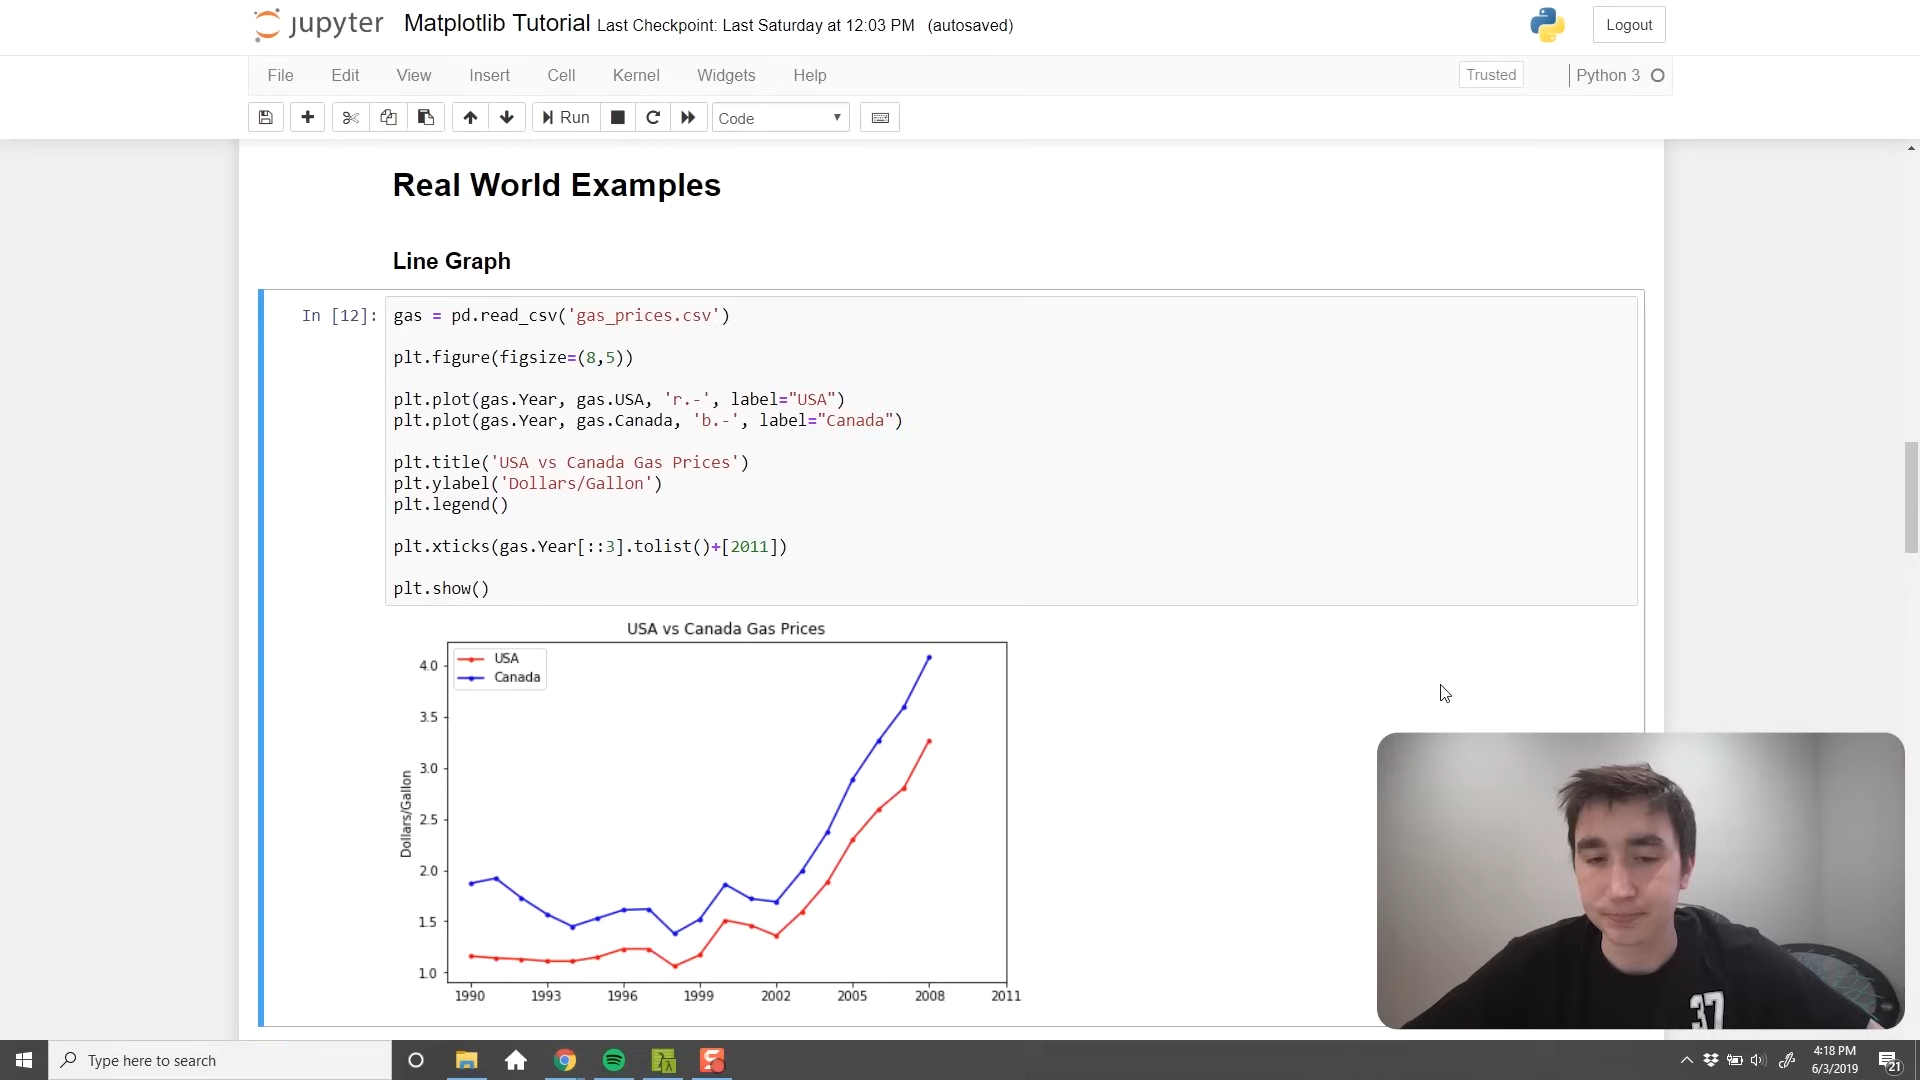 jupyter Matplotlib Tutorial Last Checkpoint: Last Saturday at 12:03 PM (autosaved)
Logout
File Edit View Insert Cell Kernel Widgets Help
Trusted
Python 3
Run
Code
Real World Examples
Line Graph
In [12]:
gas = pd.read_csv('gas_prices.csv')
plt.figure(figsize=(8,5))
plt.plot(gas.Year, gas.USA, 'r.-', label="USA")
plt.plot(gas.Year, gas.Canada, 'b.-', label="Canada")
plt.title('USA vs Canada Gas Prices')
plt.ylabel('Dollars/Gallon')
plt.legend()
plt.xticks(gas.Year[::3].tolist()+[2011])
plt.show()
USA vs Canada Gas Prices
USA
Canada
4.0
3.5
3.0
2.5
2.0
1.5
1.0
Dollars/Gallon
1990 1993 1996 1999 2002 2005 2008 2011
37
Type here to search
4:18 PM
6/3/2019
21